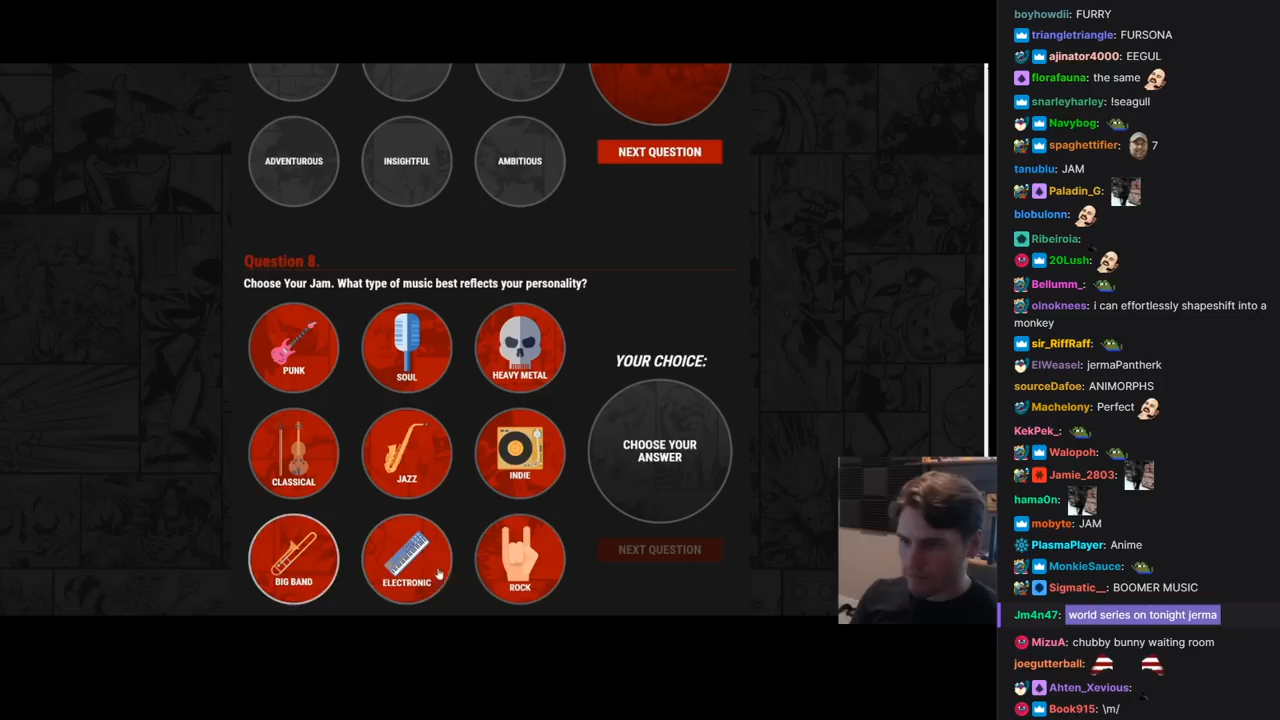 ADVENTUROUS
INSIGHTFUL
AMBITIOUS
NEXT QUESTION
Question 8.
Choose Your Jam. What type of music best reflects your personality?
PUNK
SOUL
HEAVY METAL
CLASSICAL
JAZZ
INDIE
BIG BAND
ELECTRONIC
ROCK
YOUR CHOICE:
CHOOSE YOUR
ANSWER
NEXT QUESTION
boyhowdii: FURRY
triangletriangle: FURSONA
ajinator4000: EEGUL
florafauna: the same
snarleyharley: !seagull
Navybog:
spaghettifier: 7
tanublu: JAM
Paladin_G:
blobulonn:
Ribeiroia:
20Lush:
Bellumm_:
olnoknees: i can effortlessly shapeshift into a
monkey
sir_RiffRaff:
ElWeasel: jermaPantherk
sourceDafoe: ANIMORPHS
Machelony: Perfect
KekPek_:
Walopoh:
Jamie_2803:
hama0n:
mobyte: JAM
PlasmaPlayer: Anime
MonkieSauce:
Sigmatic__: BOOMER MUSIC
Jm4n47: world series on tonight jerma
MizuA: chubby bunny waiting room
joegutterball:
Ahten_Xevious:
Book915: \m/